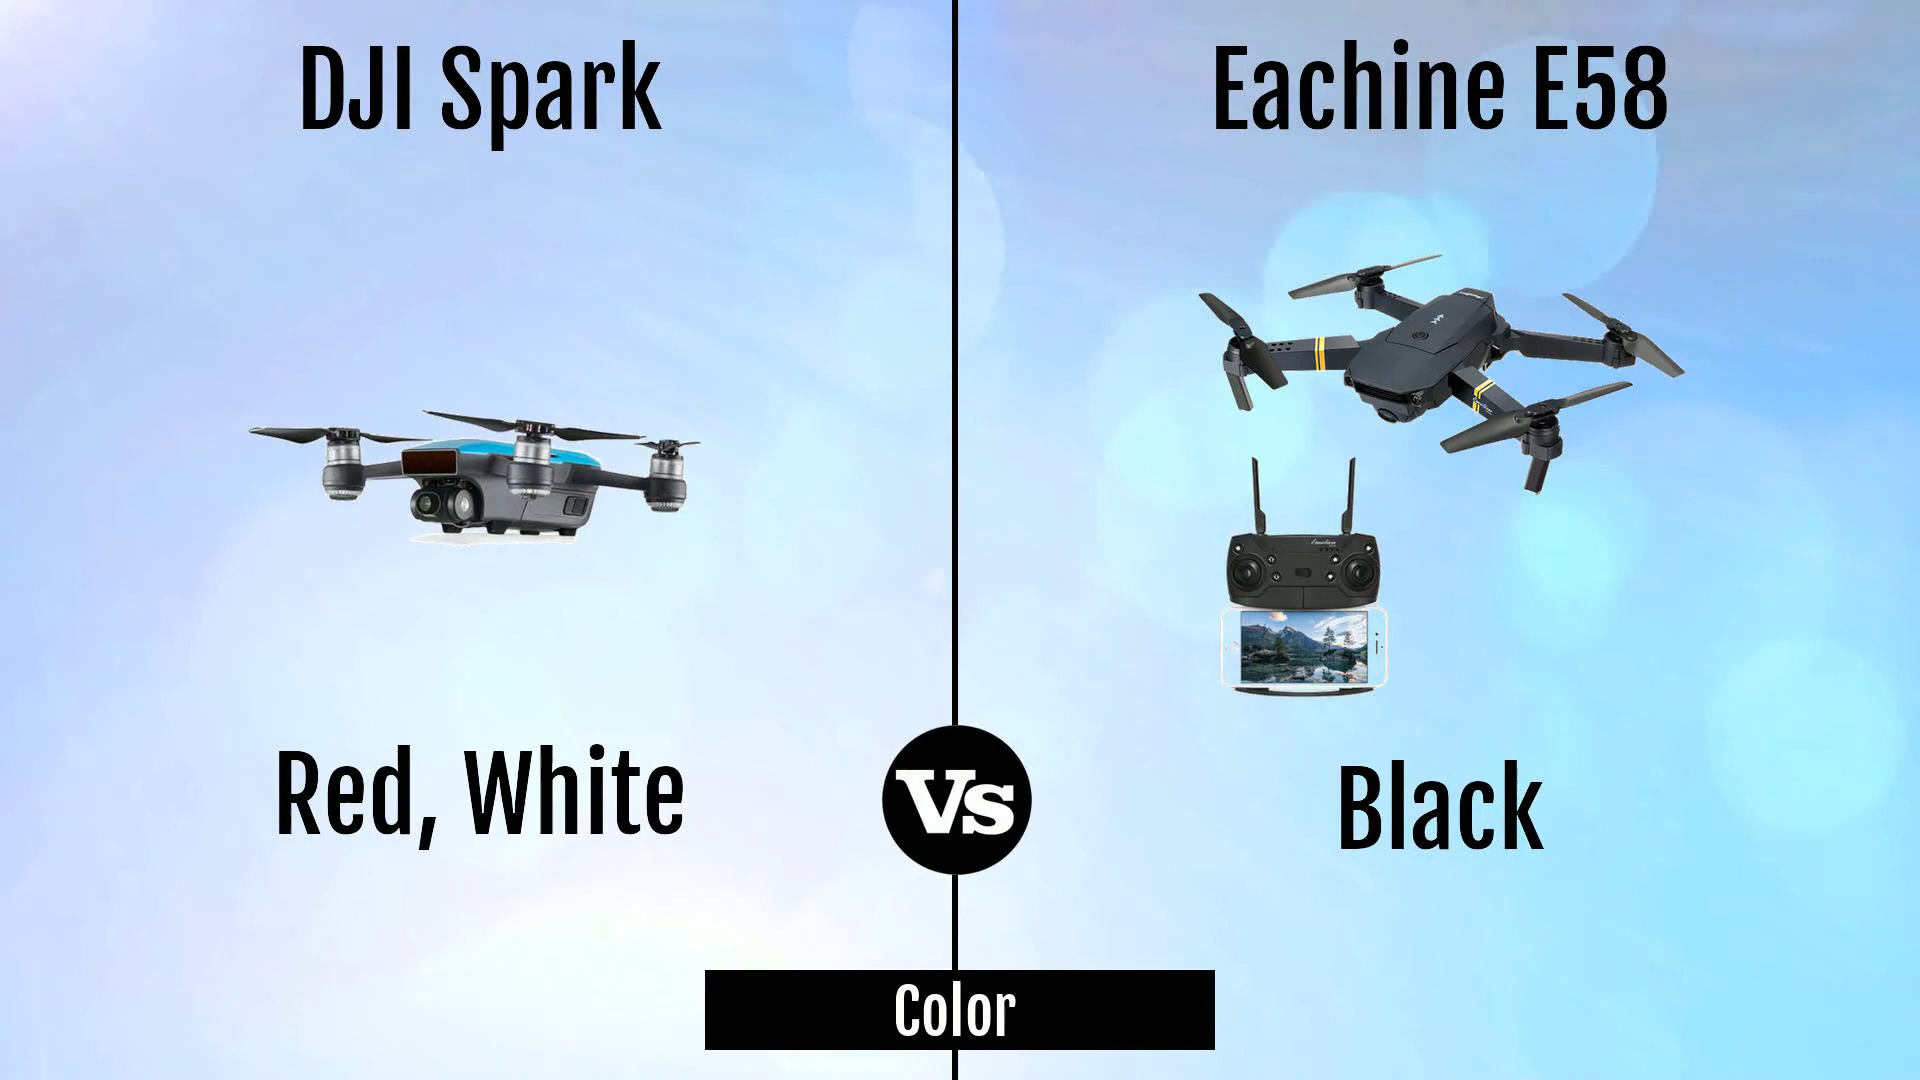 DJI Spark
Eachine E58
Red, White
Vs
Black
Color